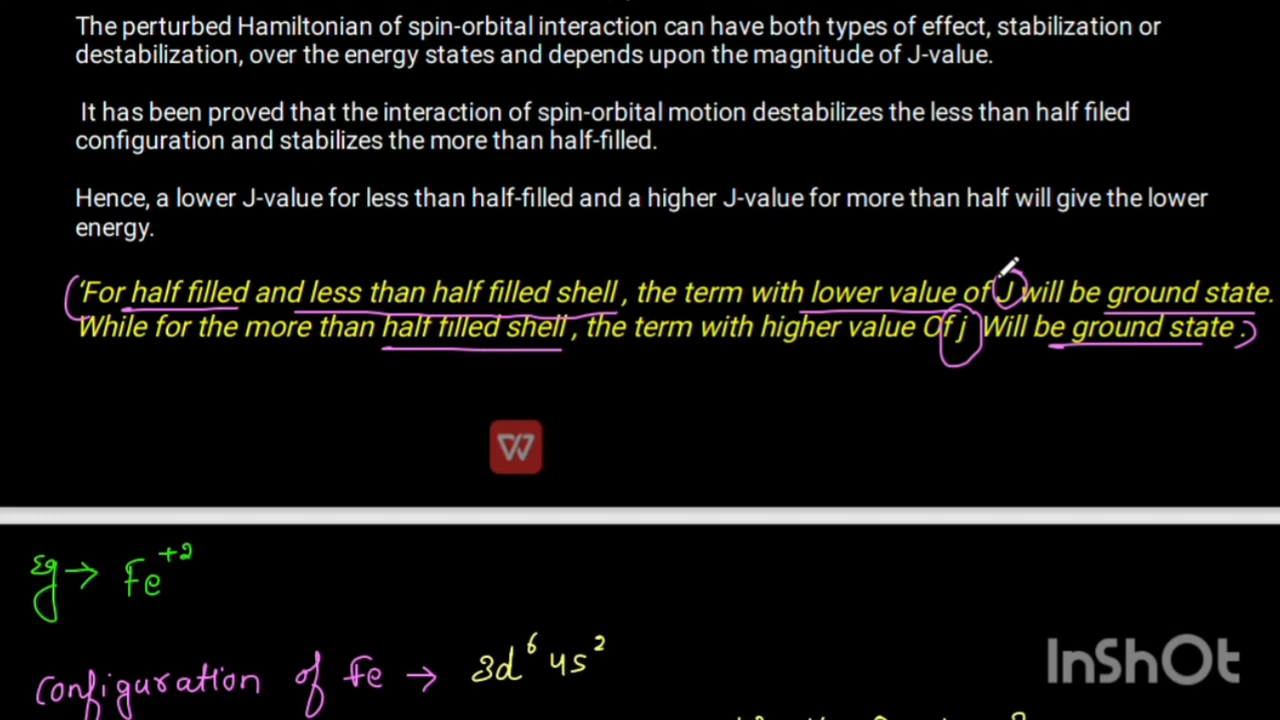 The perturbed Hamiltonian of spin-orbital interaction can have both types of effect, stabilization or
destabilization, over the energy states and depends upon the magnitude of J-value.
It has been proved that the interaction of spin-orbital motion destabilizes the less than half filed
configuration and stabilizes the more than half-filled.
Hence, a lower J-value for less than half-filled and a higher J-value for more than half will give the lower
energy.
'For half filled and less than half filled shell, the term with lower value of J will be ground state.
While for the more than half filled shell, the term with higher value Of j Will be ground state.
W
Eg → Fe+2
Configuration of Fe → 3d6 4s2
InShOt